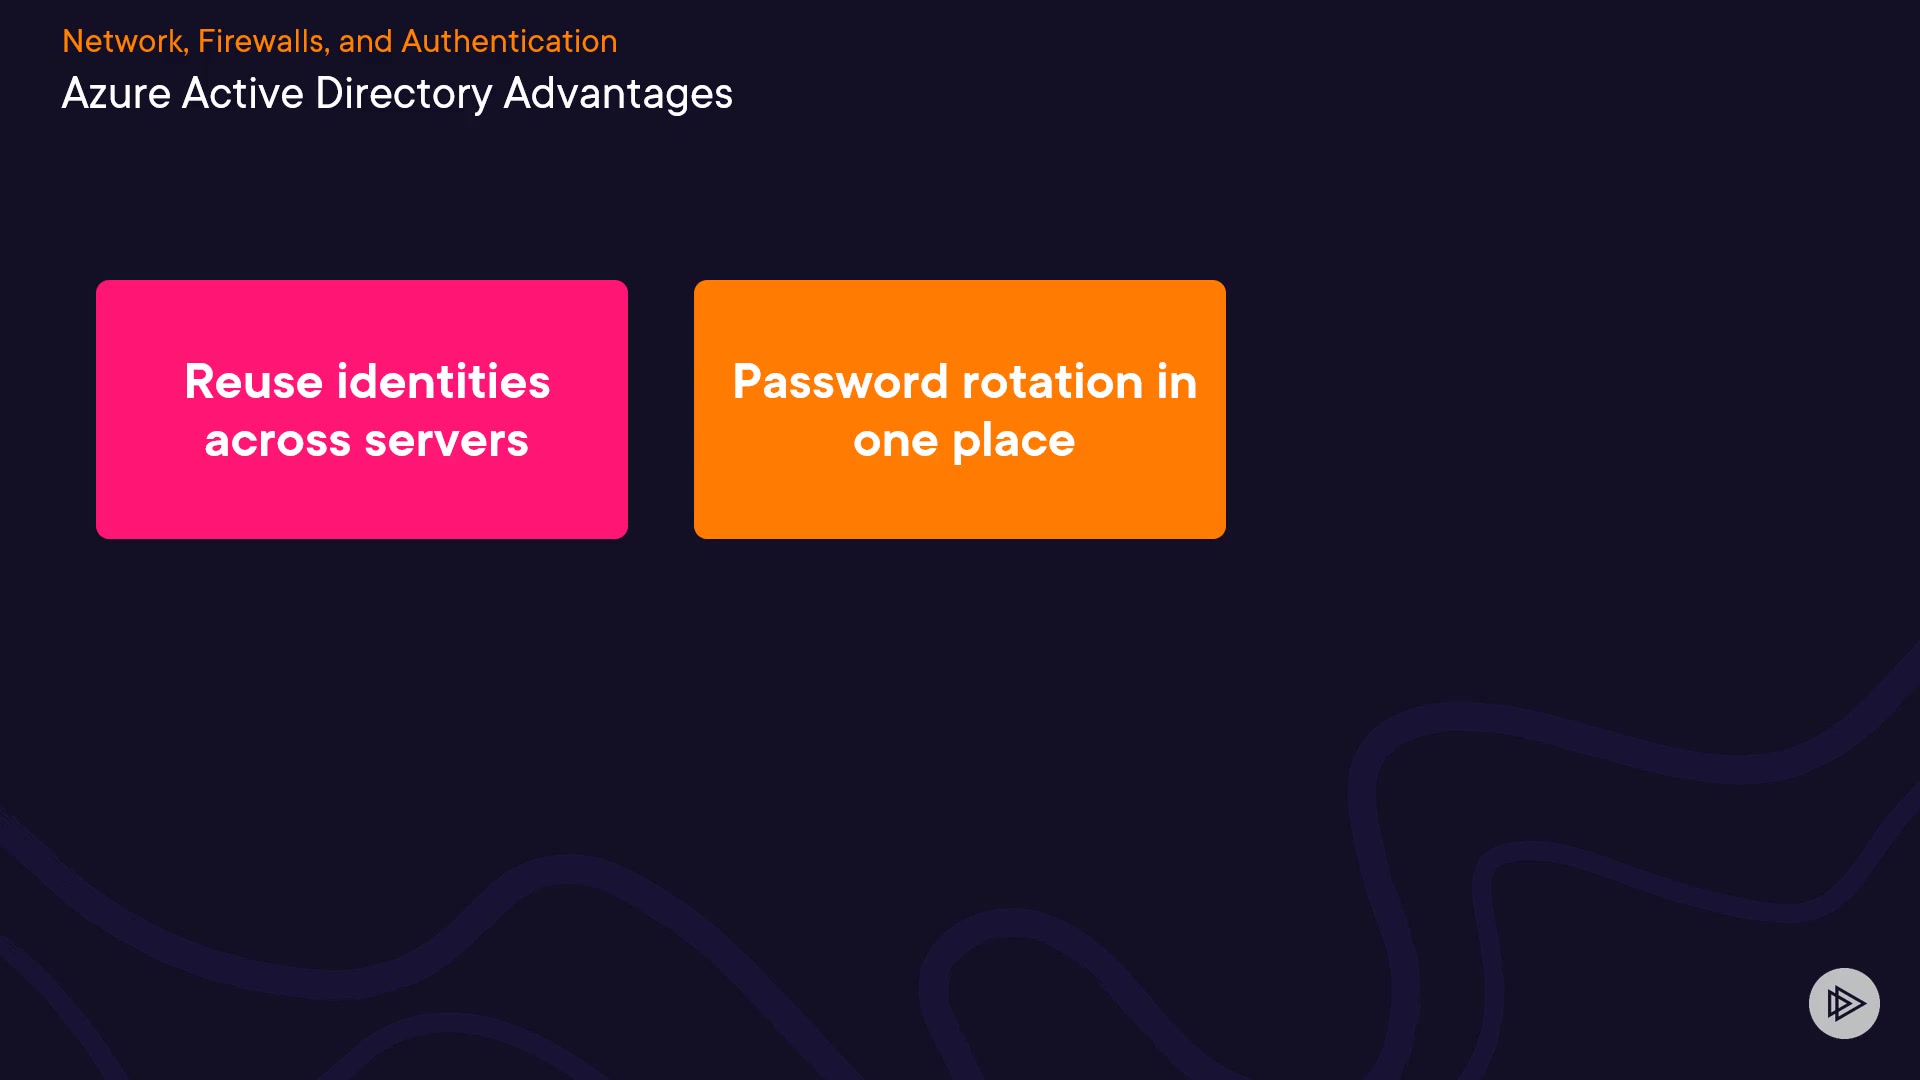 Network, Firewalls, and Authentication
Azure Active Directory Advantages
Reuse identities
across servers
Password rotation in
one place